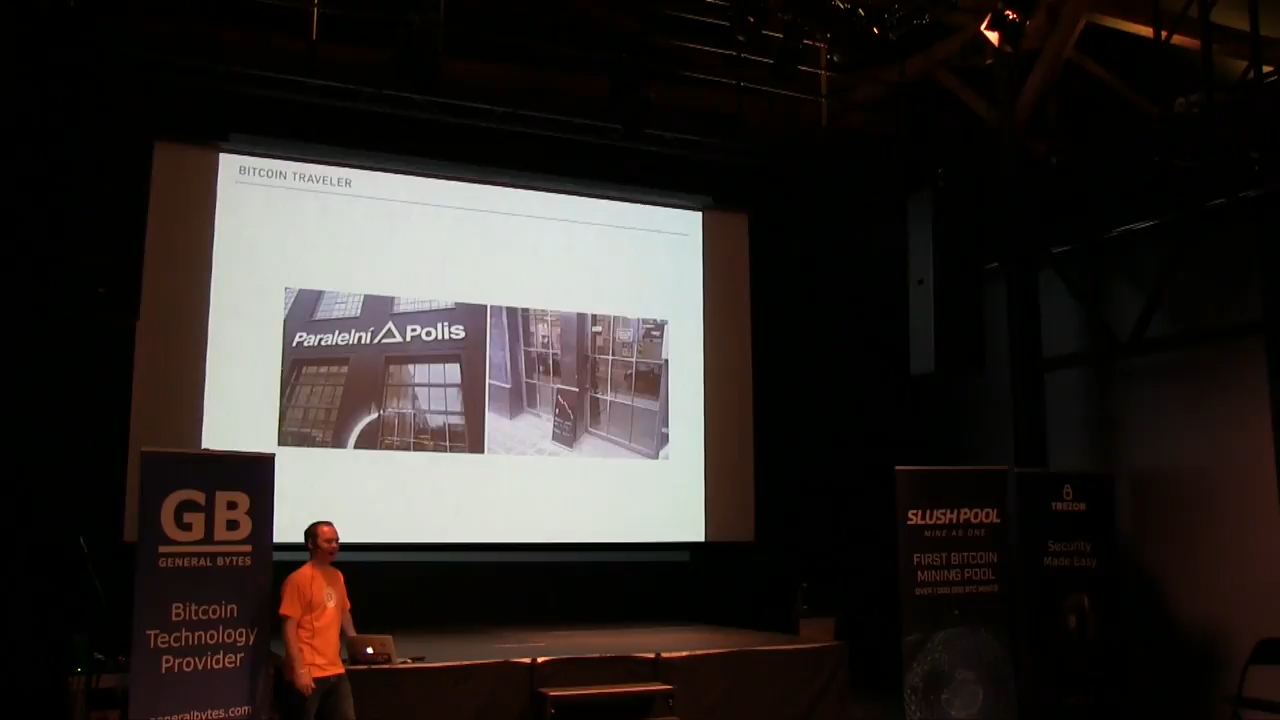 BITCOIN TRAVELER
Paralelní Polis
GB
GENERAL BYTES
Bitcoin
Technology
Provider
generalbytes.com
SLUSH POOL
MINE AS ONE
FIRST BITCOIN
MINING POOL
TREZOR
Security
Made Easy